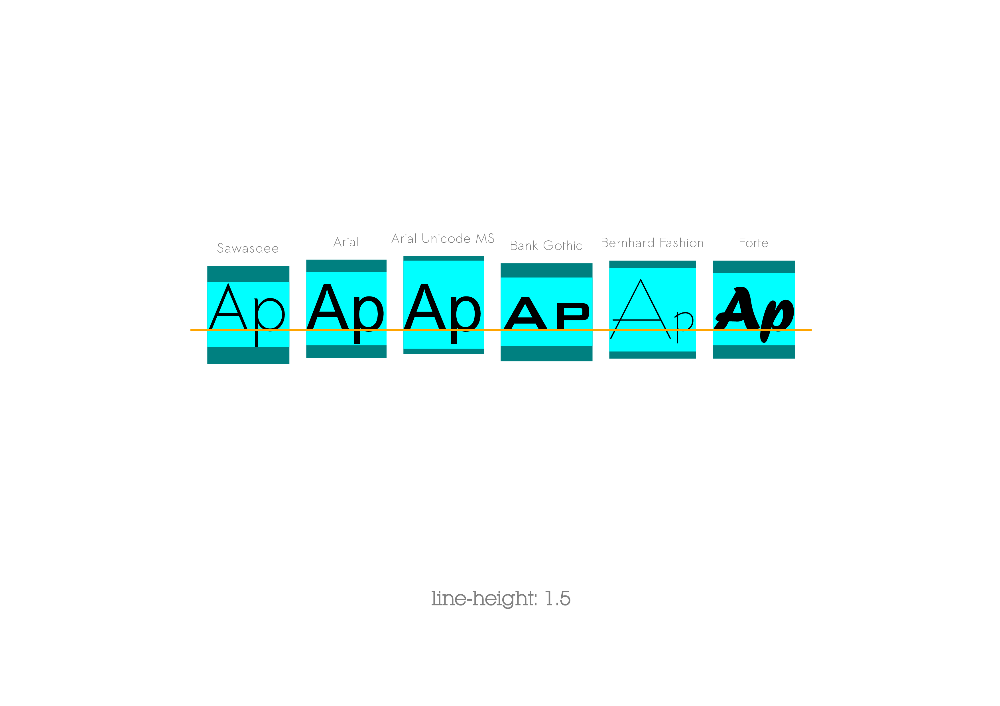 Sawasdee
Arial
Arial Unicode MS
Bank Gothic
Bernhard Fashion
Forte
Ap
Ap
Ap
AP
Ap
Ap
line-height: 1.5